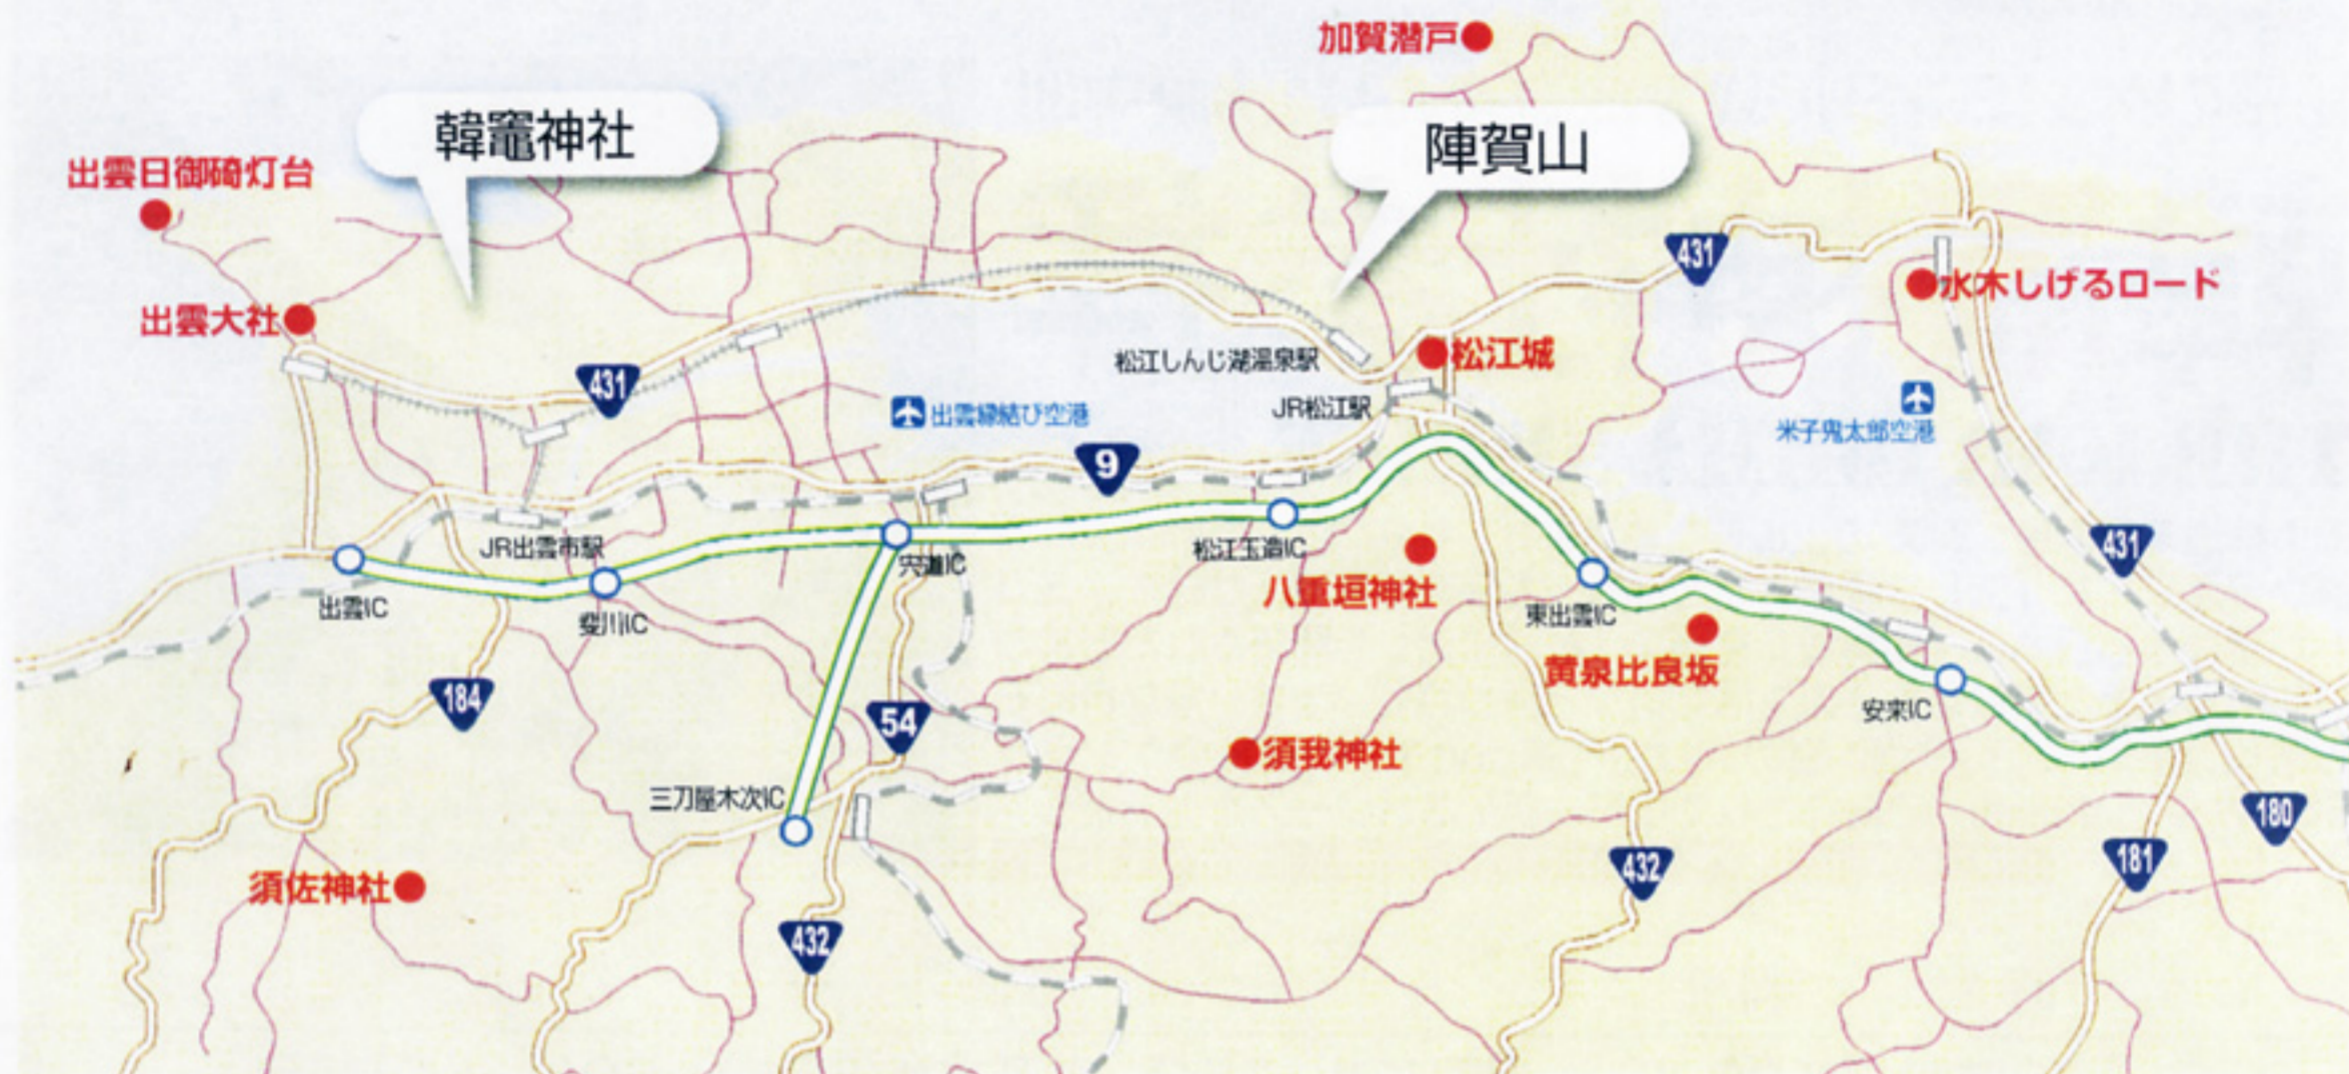 加賀潜戸
韓竈神社
陣賀山
出雲日御碕灯台
431
水木しげるロード
出雲大社
松江しんじ湖温泉駅
松江城
431
JR松江駅
出雲縁結び空港
米子鬼太郎空港
9
431
JR出雲市駅
松江玉造IC
宍道IC
八重垣神社
出雲IC
斐川IC
東出雲IC
黄泉比良坂
184
安来IC
54
須我神社
三刀屋木次IC
180
432
181
須佐神社
432